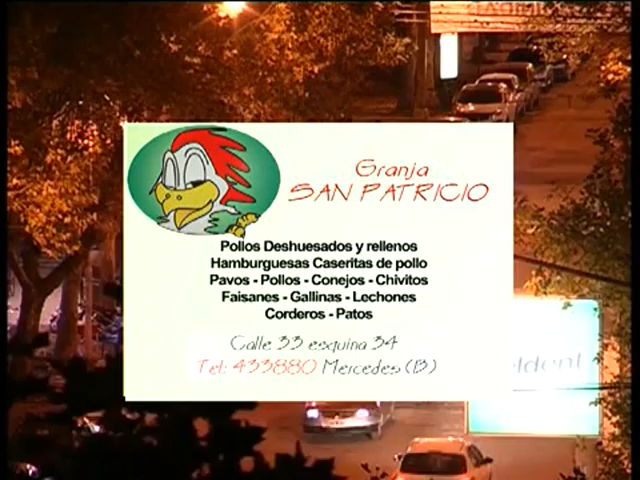 Granja
SAN PATRICIO
Pollos Deshuesados y rellenos
Hamburguesas Caseritas de pollo
Pavos - Pollos - Conejos - Chivitos
Faisanes - Gallinas - Lechones
Corderos - Patos
Calle 33 esquina 34
Tel: 433880 Mercedes (B)